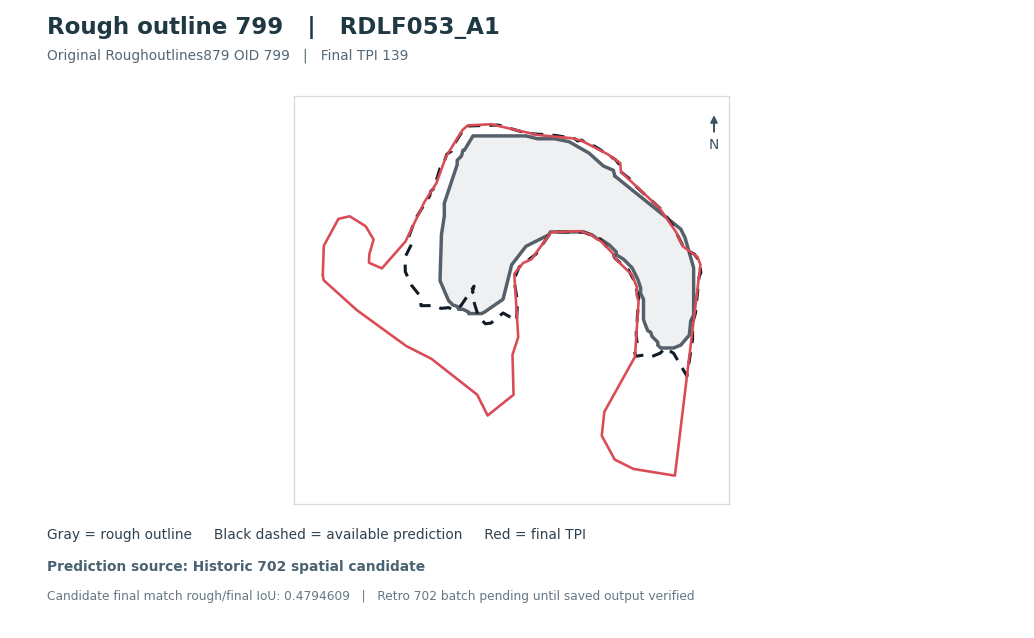 Rough outline 799   |   RDLF053_A1
Original Roughoutlines879 OID 799   |   Final TPI 139
N
Gray = rough outline     Black dashed = available prediction     Red = final TPI
Prediction source: Historic 702 spatial candidate
Candidate final match rough/final IoU: 0.4794609   |   Retro 702 batch pending until saved output verified